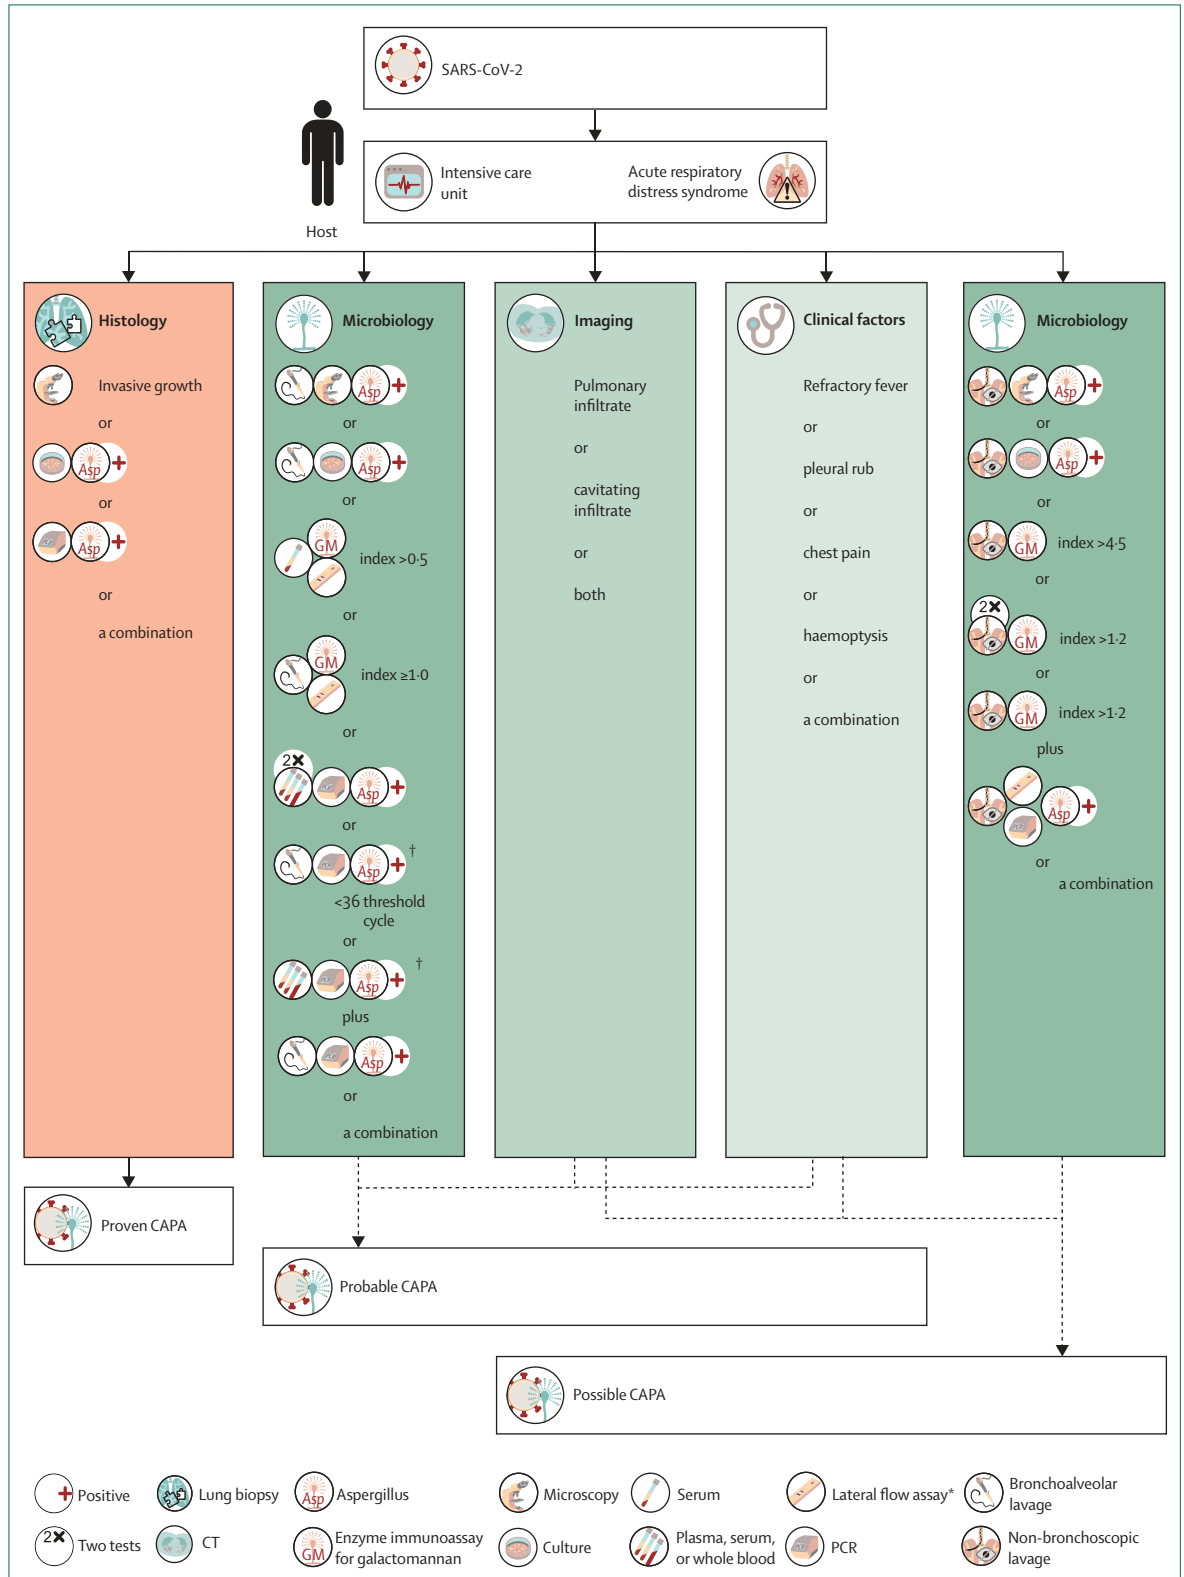 SARS-CoV-2
Intensive care
unit
Acute respiratory
distress syndrome
Host
Histology
Invasive growth
or
Asp +
or
Asp +
or
a combination
Microbiology
Asp +
or
Asp +
or
GM
index >0·5
or
GM
index ≥1·0
or
2×
Asp +
or
Asp + †
<36 threshold
cycle
or
Asp + †
plus
Asp +
or
a combination
Imaging
Pulmonary
infiltrate
or
cavitating
infiltrate
or
both
Clinical factors
Refractory fever
or
pleural rub
or
chest pain
or
haemoptysis
or
a combination
Microbiology
Asp +
or
Asp +
or
GM index >4·5
or
2×
GM index >1·2
or
GM index >1·2
plus
Asp +
or
a combination
Proven CAPA
Probable CAPA
Possible CAPA
+ Positive
Lung biopsy
Asp Aspergillus
Microscopy
Serum
Lateral flow assay*
Bronchoalveolar
lavage
2× Two tests
CT
GM Enzyme immunoassay
for galactomannan
Culture
Plasma, serum,
or whole blood
PCR
Non-bronchoscopic
lavage